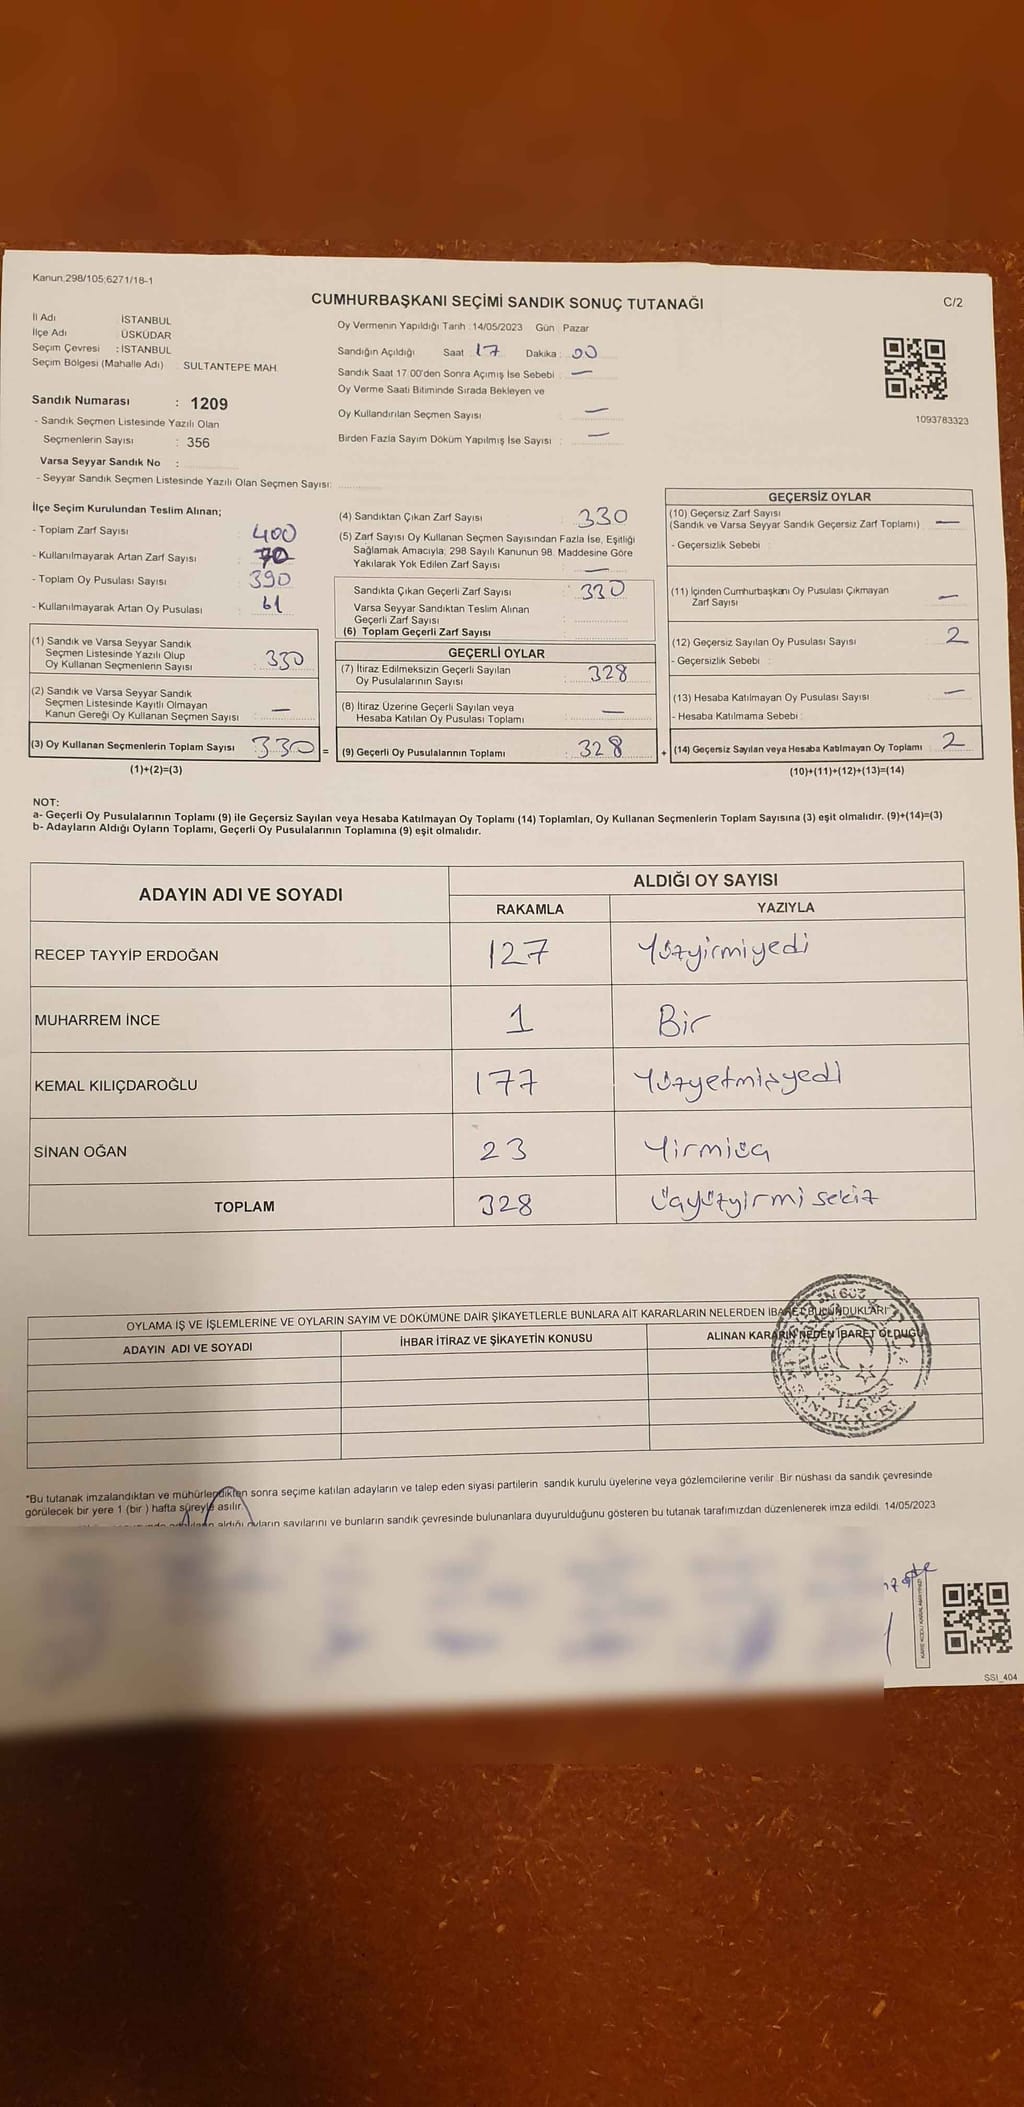 Kanun,298/105;6271/18-1
CUMHURBAŞKANI SEÇİMİ SANDIK SONUÇ TUTANAĞI
C/2
İl Adı İSTANBUL
İlçe Adı ÜSKÜDAR
Seçim Çevresi : İSTANBUL
Seçim Bölgesi (Mahalle Adı) SULTANTEPE MAH.
Sandık Numarası : 1209
- Sandık Seçmen Listesinde Yazılı Olan
Seçmenlerin Sayısı : 356
Varsa Seyyar Sandık No :
- Seyyar Sandık Seçmen Listesinde Yazılı Olan Seçmen Sayısı:
Oy Vermenin Yapıldığı Tarih : 14/05/2023 Gün : Pazar
Sandığın Açıldığı Saat 17 Dakika : 00
Sandık Saat 17.00'den Sonra Açımış İse Sebebi : —
Oy Verme Saati Bitiminde Sırada Bekleyen ve
Oy Kullandırılan Seçmen Sayısı —
Birden Fazla Sayım Döküm Yapılmış İse Sayısı : —
1093783323
İlçe Seçim Kurulundan Teslim Alınan;
- Toplam Zarf Sayısı : 400
- Kullanılmayarak Artan Zarf Sayısı : 70
- Toplam Oy Pusulası Sayısı : 390
- Kullanılmayarak Artan Oy Pusulası : 61
(1) Sandık ve Varsa Seyyar Sandık
Seçmen Listesinde Yazılı Olup
Oy Kullanan Seçmenlerin Sayısı : 330
(2) Sandık ve Varsa Seyyar Sandık
Seçmen Listesinde Kayıtlı Olmayan
Kanun Gereği Oy Kullanan Seçmen Sayısı : —
(3) Oy Kullanan Seçmenlerin Toplam Sayısı : 330 =
(1)+(2)=(3)
(4) Sandıktan Çıkan Zarf Sayısı : 330
(5) Zarf Sayısı Oy Kullanan Seçmen Sayısından Fazla İse, Eşitliği
Sağlamak Amacıyla; 298 Sayılı Kanunun 98. Maddesine Göre
Yakılarak Yok Edilen Zarf Sayısı —
Sandıkta Çıkan Geçerli Zarf Sayısı : 330
Varsa Seyyar Sandıktan Teslim Alınan
Geçerli Zarf Sayısı :
(6) Toplam Geçerli Zarf Sayısı :
GEÇERLİ OYLAR
(7) İtiraz Edilmeksizin Geçerli Sayılan
Oy Pusulalarının Sayısı : 328
(8) İtiraz Üzerine Geçerli Sayılan veya
Hesaba Katılan Oy Pusulası Toplamı : —
(9) Geçerli Oy Pusulalarının Toplamı : 328 +
GEÇERSİZ OYLAR
(10) Geçersiz Zarf Sayısı
(Sandık ve Varsa Seyyar Sandık Geçersiz Zarf Toplamı) : —
- Geçersizlik Sebebi :
(11) İçinden Cumhurbaşkanı Oy Pusulası Çıkmayan
Zarf Sayısı : —
(12) Geçersiz Sayılan Oy Pusulası Sayısı : 2
- Geçersizlik Sebebi :
(13) Hesaba Katılmayan Oy Pusulası Sayısı : —
- Hesaba Katılmama Sebebi :
(14) Geçersiz Sayılan veya Hesaba Katılmayan Oy Toplamı : 2
(10)+(11)+(12)+(13)=(14)
NOT:
a- Geçerli Oy Pusulalarının Toplamı (9) ile Geçersiz Sayılan veya Hesaba Katılmayan Oy Toplamı (14) Toplamları, Oy Kullanan Seçmenlerin Toplam Sayısına (3) eşit olmalıdır. (9)+(14)=(3)
b- Adayların Aldığı Oyların Toplamı, Geçerli Oy Pusulalarının Toplamına (9) eşit olmalıdır.
ADAYIN ADI VE SOYADI ALDIĞI OY SAYISI
RAKAMLA YAZIYLA
RECEP TAYYİP ERDOĞAN 127 Yüzyirmiyedi
MUHARREM İNCE 1 Bir
KEMAL KILIÇDAROĞLU 177 Yüzyetmişyedi
SİNAN OĞAN 23 Yirmiüç
TOPLAM 328 Üçyüzyirmi sekiz
OYLAMA İŞ VE İŞLEMLERİNE VE OYLARIN SAYIM VE DÖKÜMÜNE DAİR ŞİKAYETLERLE BUNLARA AİT KARARLARIN NELERDEN İBARET BULUNDUKLARI
ADAYIN ADI VE SOYADI İHBAR İTİRAZ VE ŞİKAYETİN KONUSU ALINAN KARARIN NEDEN İBARET OLDUĞU
*Bu tutanak imzalandıktan ve mühürlendikten sonra seçime katılan adayların ve talep eden siyasi partilerin sandık kurulu üyelerine veya gözlemcilerine verilir. Bir nüshası da sandık çevresinde
görülecek bir yere 1 (bir ) hafta süreyle asılır.
aldığı oyların sayılarını ve bunların sandık çevresinde bulunanlara duyurulduğunu gösteren bu tutanak tarafımızdan düzenlenerek imza edildi. 14/05/2023
SSI_404